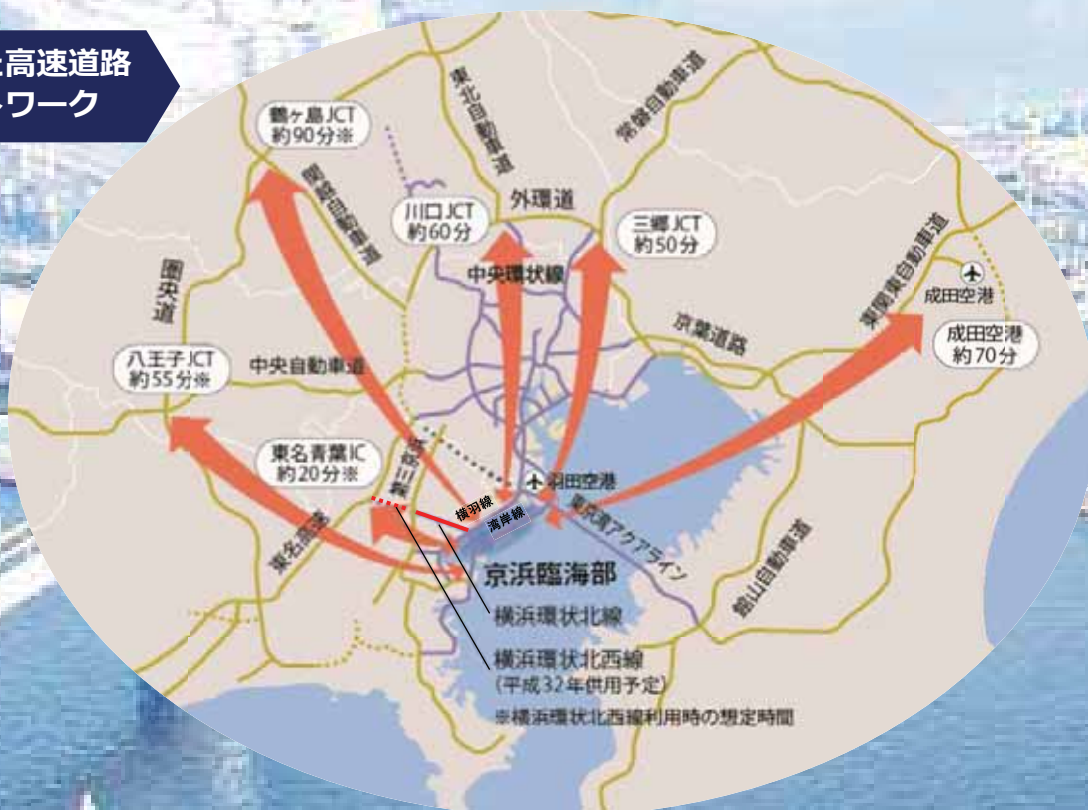 高速道路
ワーク
鶴ヶ島JCT
約90分※
東北自動車道
常磐自動車道
関越自動車道
川口JCT
約60分
外環道
三郷JCT
約50分
中央環状線
圏央道
東関東自動車道
成田空港
成田空港
約70分
京葉道路
八王子JCT
約55分※
中央自動車道
東名青葉IC
約20分※
第三京浜
羽田空港
横羽線
湾岸線
東京湾アクアライン
東名高速
館山自動車道
京浜臨海部
横浜環状北線
横浜環状北西線
(平成32年供用予定)
※横浜環状北西線利用時の想定時間